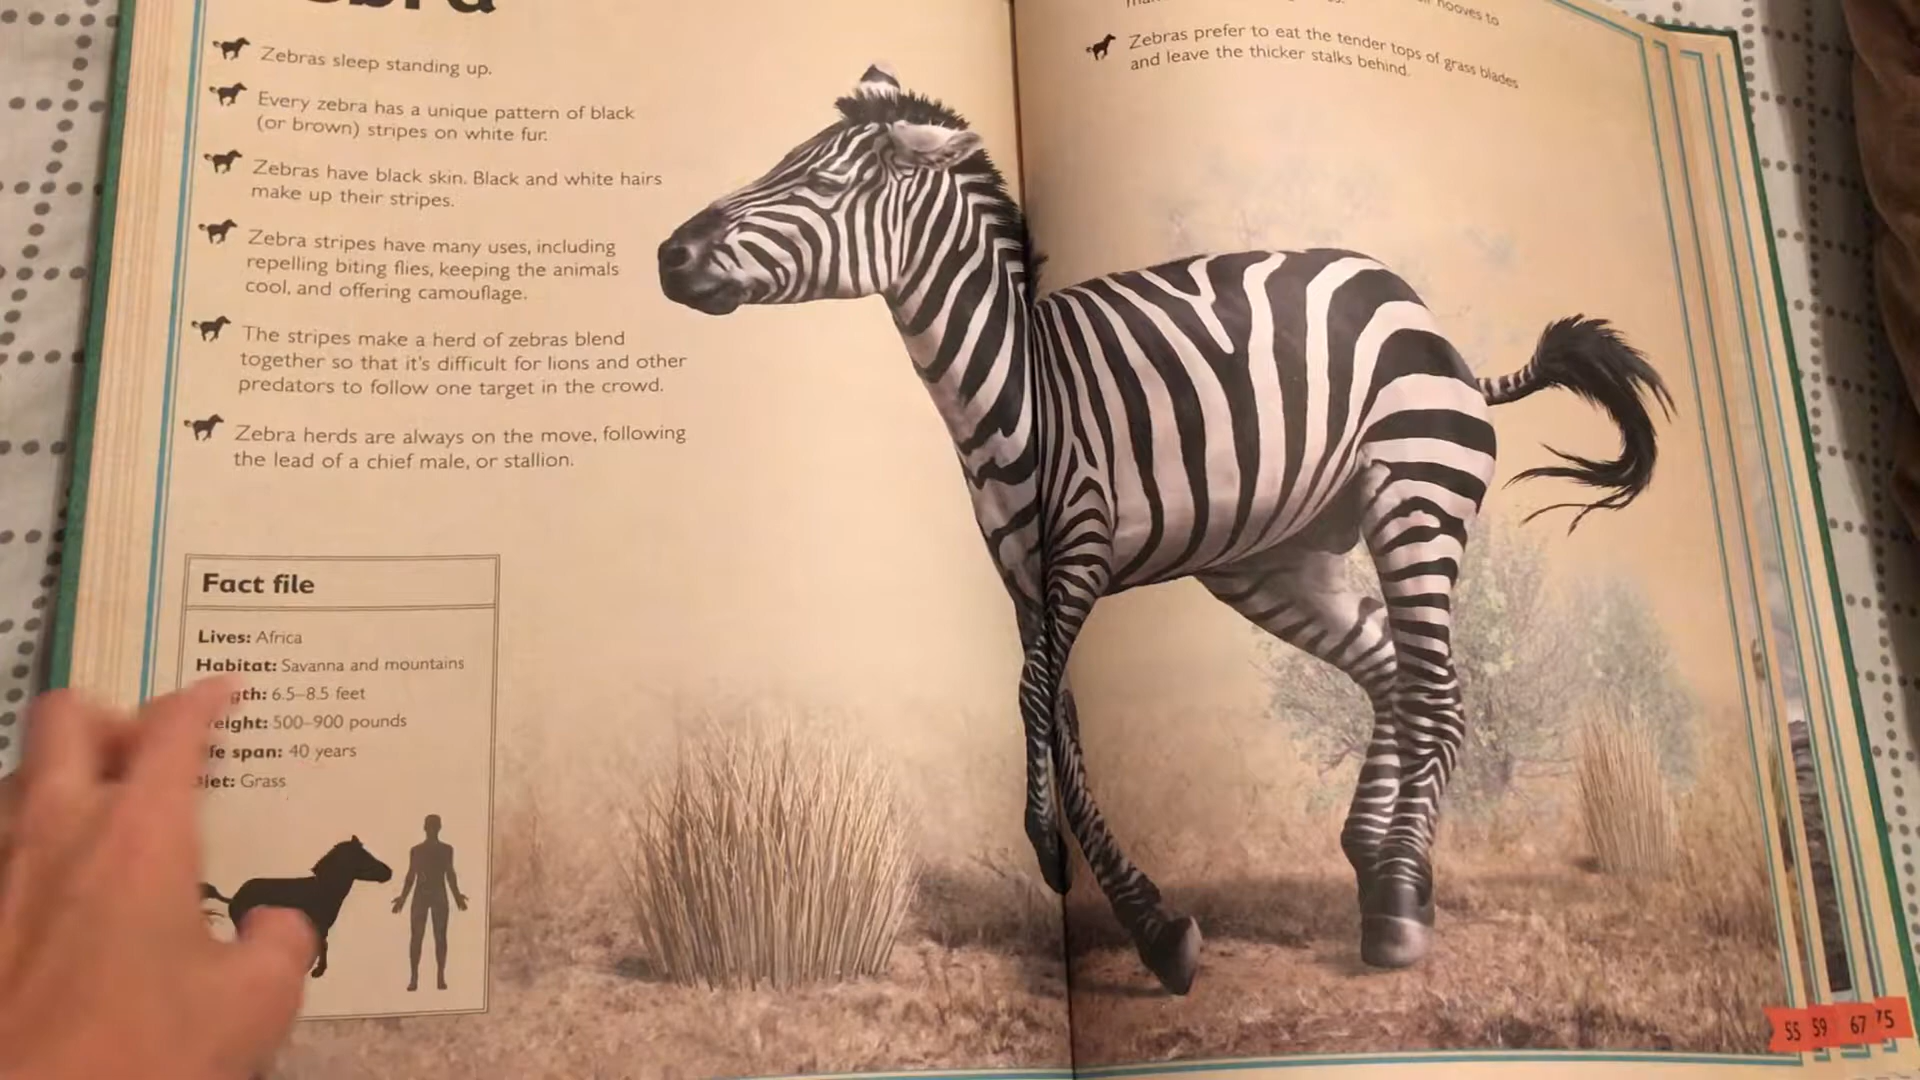 Zebras sleep standing up.
Every zebra has a unique pattern of black
(or brown) stripes on white fur.
Zebras have black skin. Black and white hairs
make up their stripes.
Zebra stripes have many uses, including
repelling biting flies, keeping the animals
cool, and offering camouflage.
The stripes make a herd of zebras blend
together so that it's difficult for lions and other
predators to follow one target in the crowd.
Zebra herds are always on the move, following
the lead of a chief male, or stallion.
Fact file
Lives: Africa
Habitat: Savanna and mountains
6.5–8.5 feet
500–900 pounds
span: 40 years
Grass
hooves to
Zebras prefer to eat the tender tops of grass blades
and leave the thicker stalks behind.
55 59 67 75